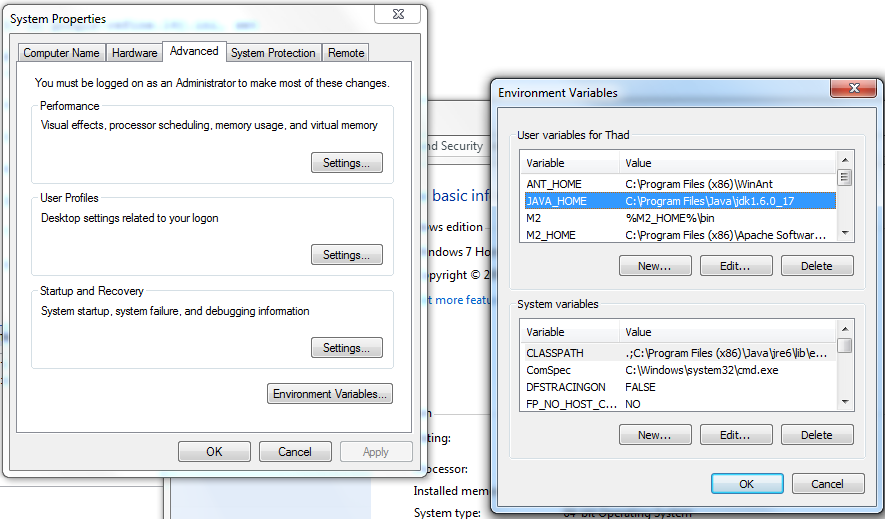 System Properties
Computer Name Hardware Advanced System Protection Remote
You must be logged on as an Administrator to make most of these changes.
Performance
Visual effects, processor scheduling, memory usage, and virtual memory
Settings...
User Profiles
Desktop settings related to your logon
Settings...
Startup and Recovery
System startup, system failure, and debugging information
Settings...
Environment Variables...
OK Cancel Apply
nd Security
basic inf
ws edition
ndows 7 Ho
opyright © 2
t more featu
ting:
ocessor:
Installed mem
System type: 64-bit Operating System
Environment Variables
User variables for Thad
Variable Value
ANT_HOME C:\Program Files (x86)\WinAnt
JAVA_HOME C:\Program Files\Java\jdk1.6.0_17
M2 %M2_HOME%\bin
M2_HOME C:\Program Files (x86)\Apache Softwar...
New... Edit... Delete
System variables
Variable Value
CLASSPATH .;C:\Program Files (x86)\Java\jre6\lib\e...
ComSpec C:\Windows\system32\cmd.exe
DFSTRACINGON FALSE
FP_NO_HOST_C... NO
New... Edit... Delete
OK Cancel